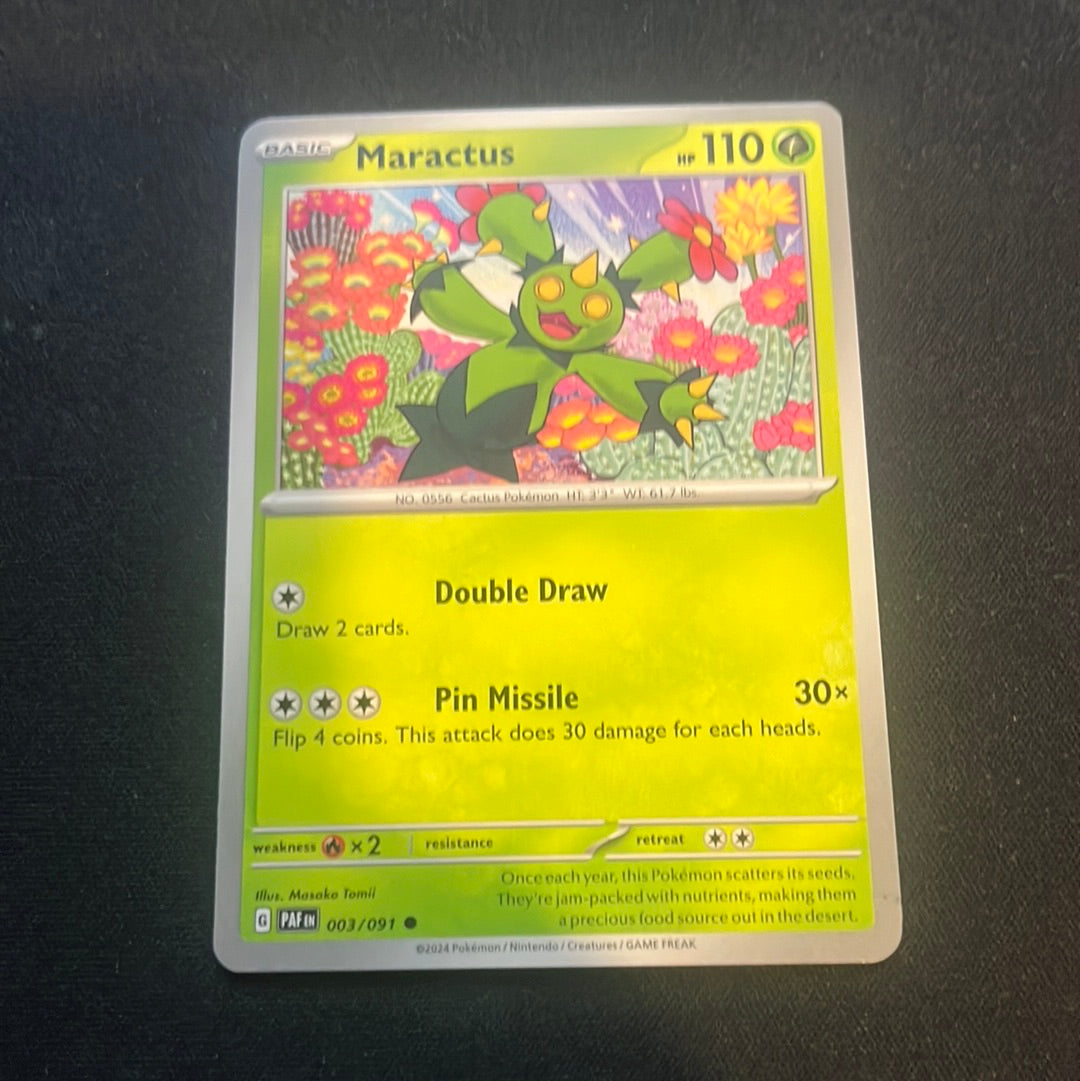 BASIC Maractus HP 110
NO. 0556 Cactus Pokémon HT: 3'3" WT: 61.7 lbs.
Double Draw
Draw 2 cards.
Pin Missile 30×
Flip 4 coins. This attack does 30 damage for each heads.
weakness ×2 resistance retreat
Illus. Masako Tomii
Once each year, this Pokémon scatters its seeds.
They're jam-packed with nutrients, making them
a precious food source out in the desert.
G PAF EN 003/091
©2024 Pokémon / Nintendo / Creatures / GAME FREAK